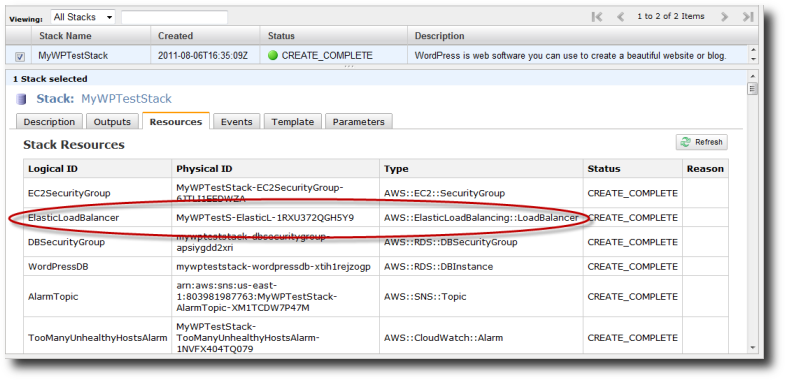 Viewing: All Stacks 1 to 2 of 2 Items
Stack Name Created Status Description
MyWPTestStack 2011-08-06T16:35:09Z CREATE_COMPLETE WordPress is web software you can use to create a beautiful website or blog.
1 Stack selected
Stack: MyWPTestStack
Description Outputs Resources Events Template Parameters
Stack Resources Refresh
Logical ID Physical ID Type Status Reason
EC2SecurityGroup MyWPTestStack-EC2SecurityGroup- AWS::EC2::SecurityGroup CREATE_COMPLETE
ElasticLoadBalancer MyWPTestS-ElasticL-1RXU372QGH5Y9 AWS::ElasticLoadBalancing::LoadBalancer CREATE_COMPLETE
DBSecurityGroup mywpteststack-dbsecuritygroup- AWS::RDS::DBSecurityGroup CREATE_COMPLETE
apsiygdd2xri
WordPressDB mywpteststack-wordpressdb-xtih1rejzogp AWS::RDS::DBInstance CREATE_COMPLETE
AlarmTopic arn:aws:sns:us-east- AWS::SNS::Topic CREATE_COMPLETE
1:803981987763:MyWPTestStack-
AlarmTopic-XM1TCDW7P47M
TooManyUnhealthyHostsAlarm MyWPTestStack- AWS::CloudWatch::Alarm CREATE_COMPLETE
TooManyUnhealthyHostsAlarm-
1NVFX404TQ079